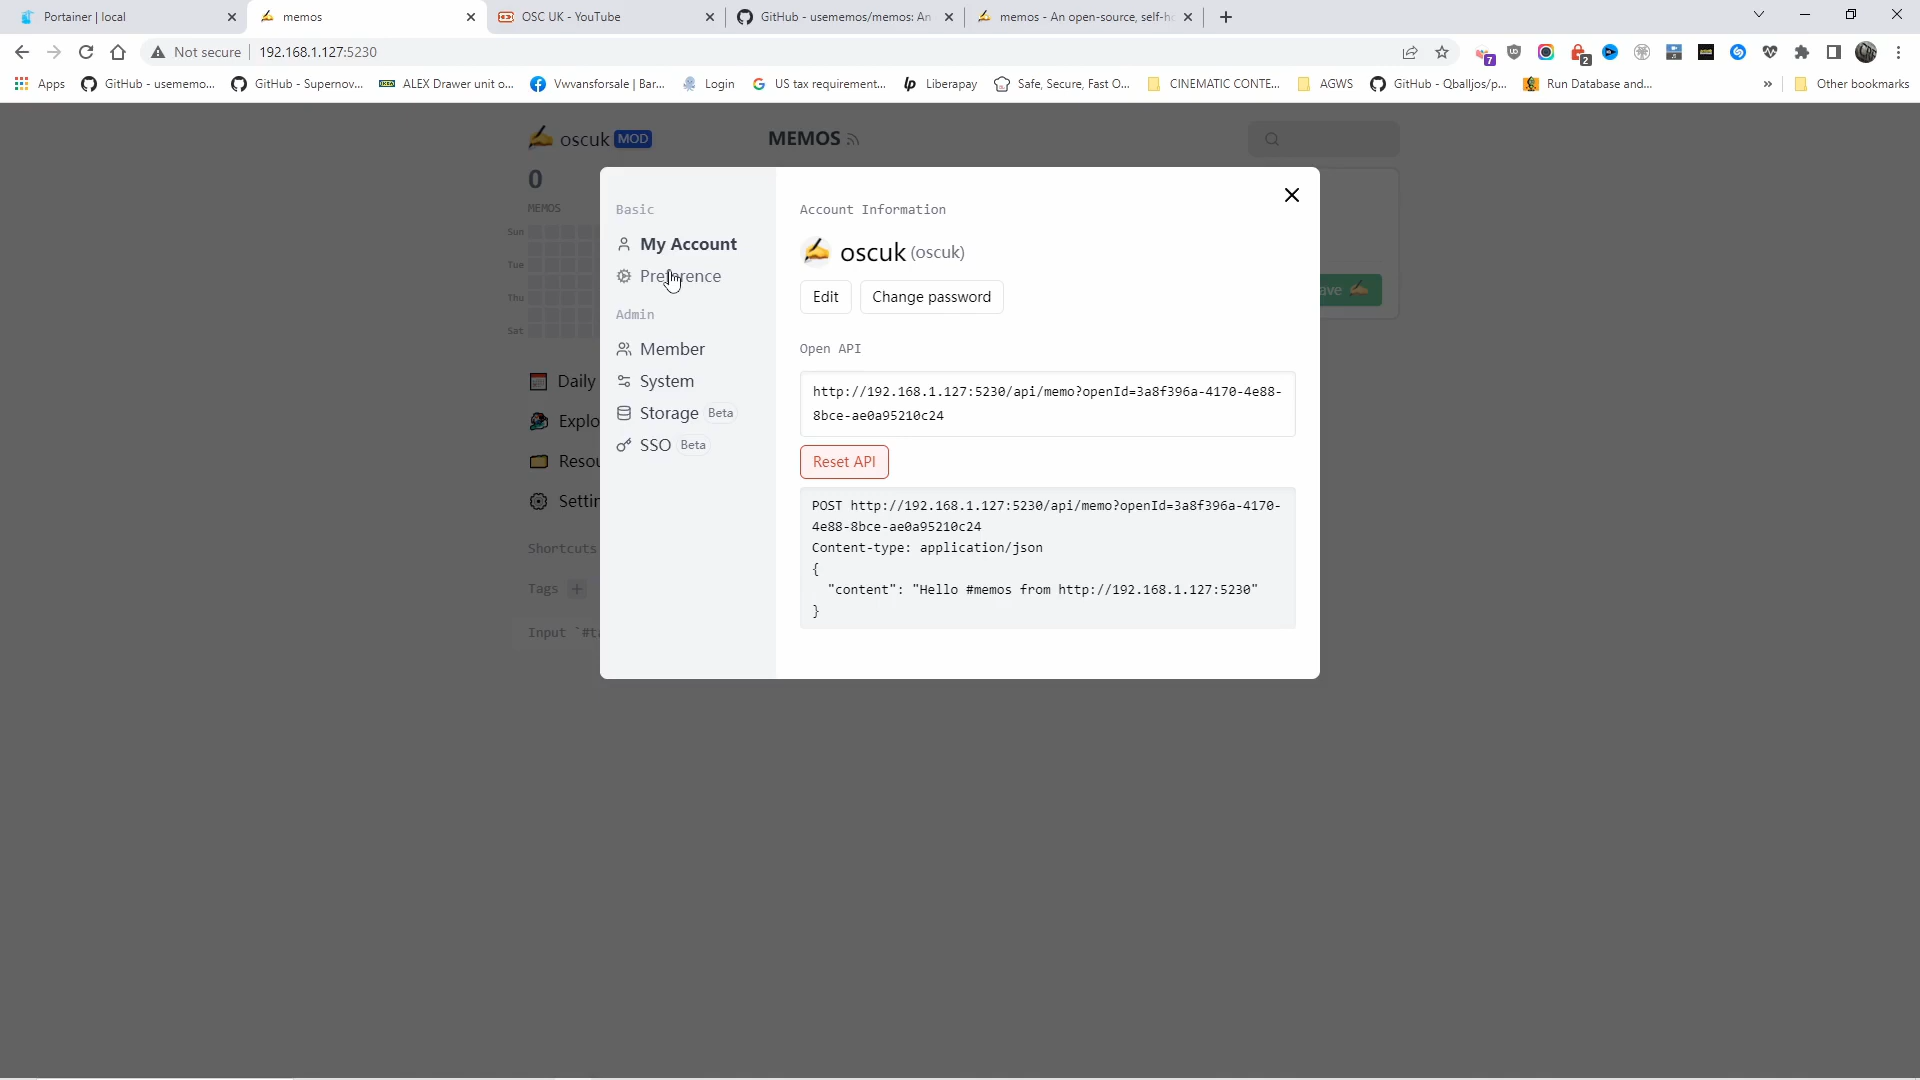 Portainer | local
memos
OSC UK - YouTube
GitHub - usememos/memos: An
memos - An open-source, self-h
Not secure
192.168.1.127:5230
7
2
Apps
GitHub - usememo...
GitHub - Supernov...
IKEA
ALEX Drawer unit o...
Vwvansforsale | Bar...
Login
US tax requirement...
Liberapay
Safe, Secure, Fast O...
CINEMATIC CONTE...
AGWS
GitHub - Qballjos/p...
Run Database and...
»
Other bookmarks
oscuk MOD
MEMOS
0
MEMOS
Sun
Tue
Thu
Sat
Daily
Explo
Resou
Settin
Shortcuts
Tags +
Input `#ta
ave
Basic
My Account
Preference
Admin
Member
System
Storage Beta
SSO Beta
Account Information
oscuk (oscuk)
Edit
Change password
Open API
http://192.168.1.127:5230/api/memo?openId=3a8f396a-4170-4e88-
8bce-ae0a95210c24
Reset API
POST http://192.168.1.127:5230/api/memo?openId=3a8f396a-4170-
4e88-8bce-ae0a95210c24
Content-type: application/json
{
"content": "Hello #memos from http://192.168.1.127:5230"
}